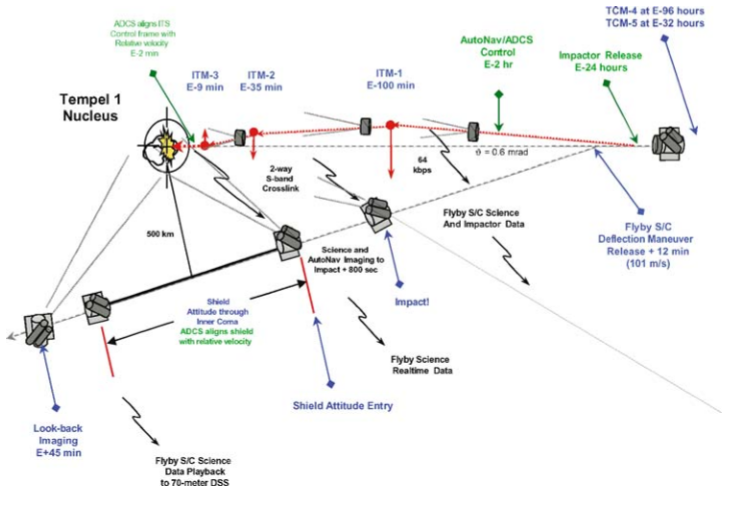 TCM-4 at E-96 hours
TCM-5 at E-32 hours
ADCS aligns ITS
Control frame with
Relative velocity
E-2 min
AutoNav/ADCS
Control
E-2 hr
Impactor Release
E-24 hours
ITM-3
E-9 min
ITM-2
E-35 min
ITM-1
E-100 min
Tempel 1
Nucleus
θ = 0.6 mrad
64
kbps
2-way
S-band
Crosslink
500 km
Flyby S/C Science
And Impactor Data
Flyby S/C
Deflection Maneuver
Release + 12 min
(101 m/s)
Science and
AutoNav Imaging to
Impact + 800 sec
Impact!
Shield
Attitude through
Inner Coma
ADCS aligns shield
with relative velocity
Flyby Science
Realtime Data
Shield Attitude Entry
Look-back
Imaging
E+45 min
Flyby S/C Science
Data Playback
to 70-meter DSS